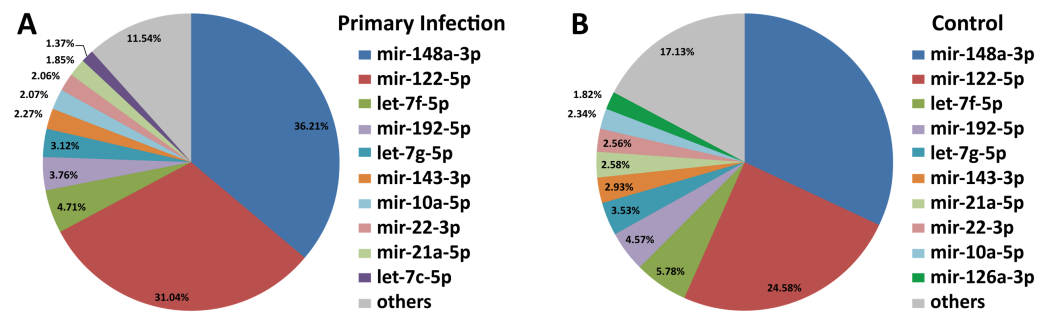 A
Primary Infection
36.21%
31.04%
4.71%
3.76%
3.12%
2.27%
2.07%
2.06%
1.85%
1.37%
11.54%
mir-148a-3p
mir-122-5p
let-7f-5p
mir-192-5p
let-7g-5p
mir-143-3p
mir-10a-5p
mir-22-3p
mir-21a-5p
let-7c-5p
others
B
Control
24.58%
5.78%
4.57%
3.53%
2.93%
2.58%
2.56%
2.34%
1.82%
17.13%
mir-148a-3p
mir-122-5p
let-7f-5p
mir-192-5p
let-7g-5p
mir-143-3p
mir-21a-5p
mir-22-3p
mir-10a-5p
mir-126a-3p
others